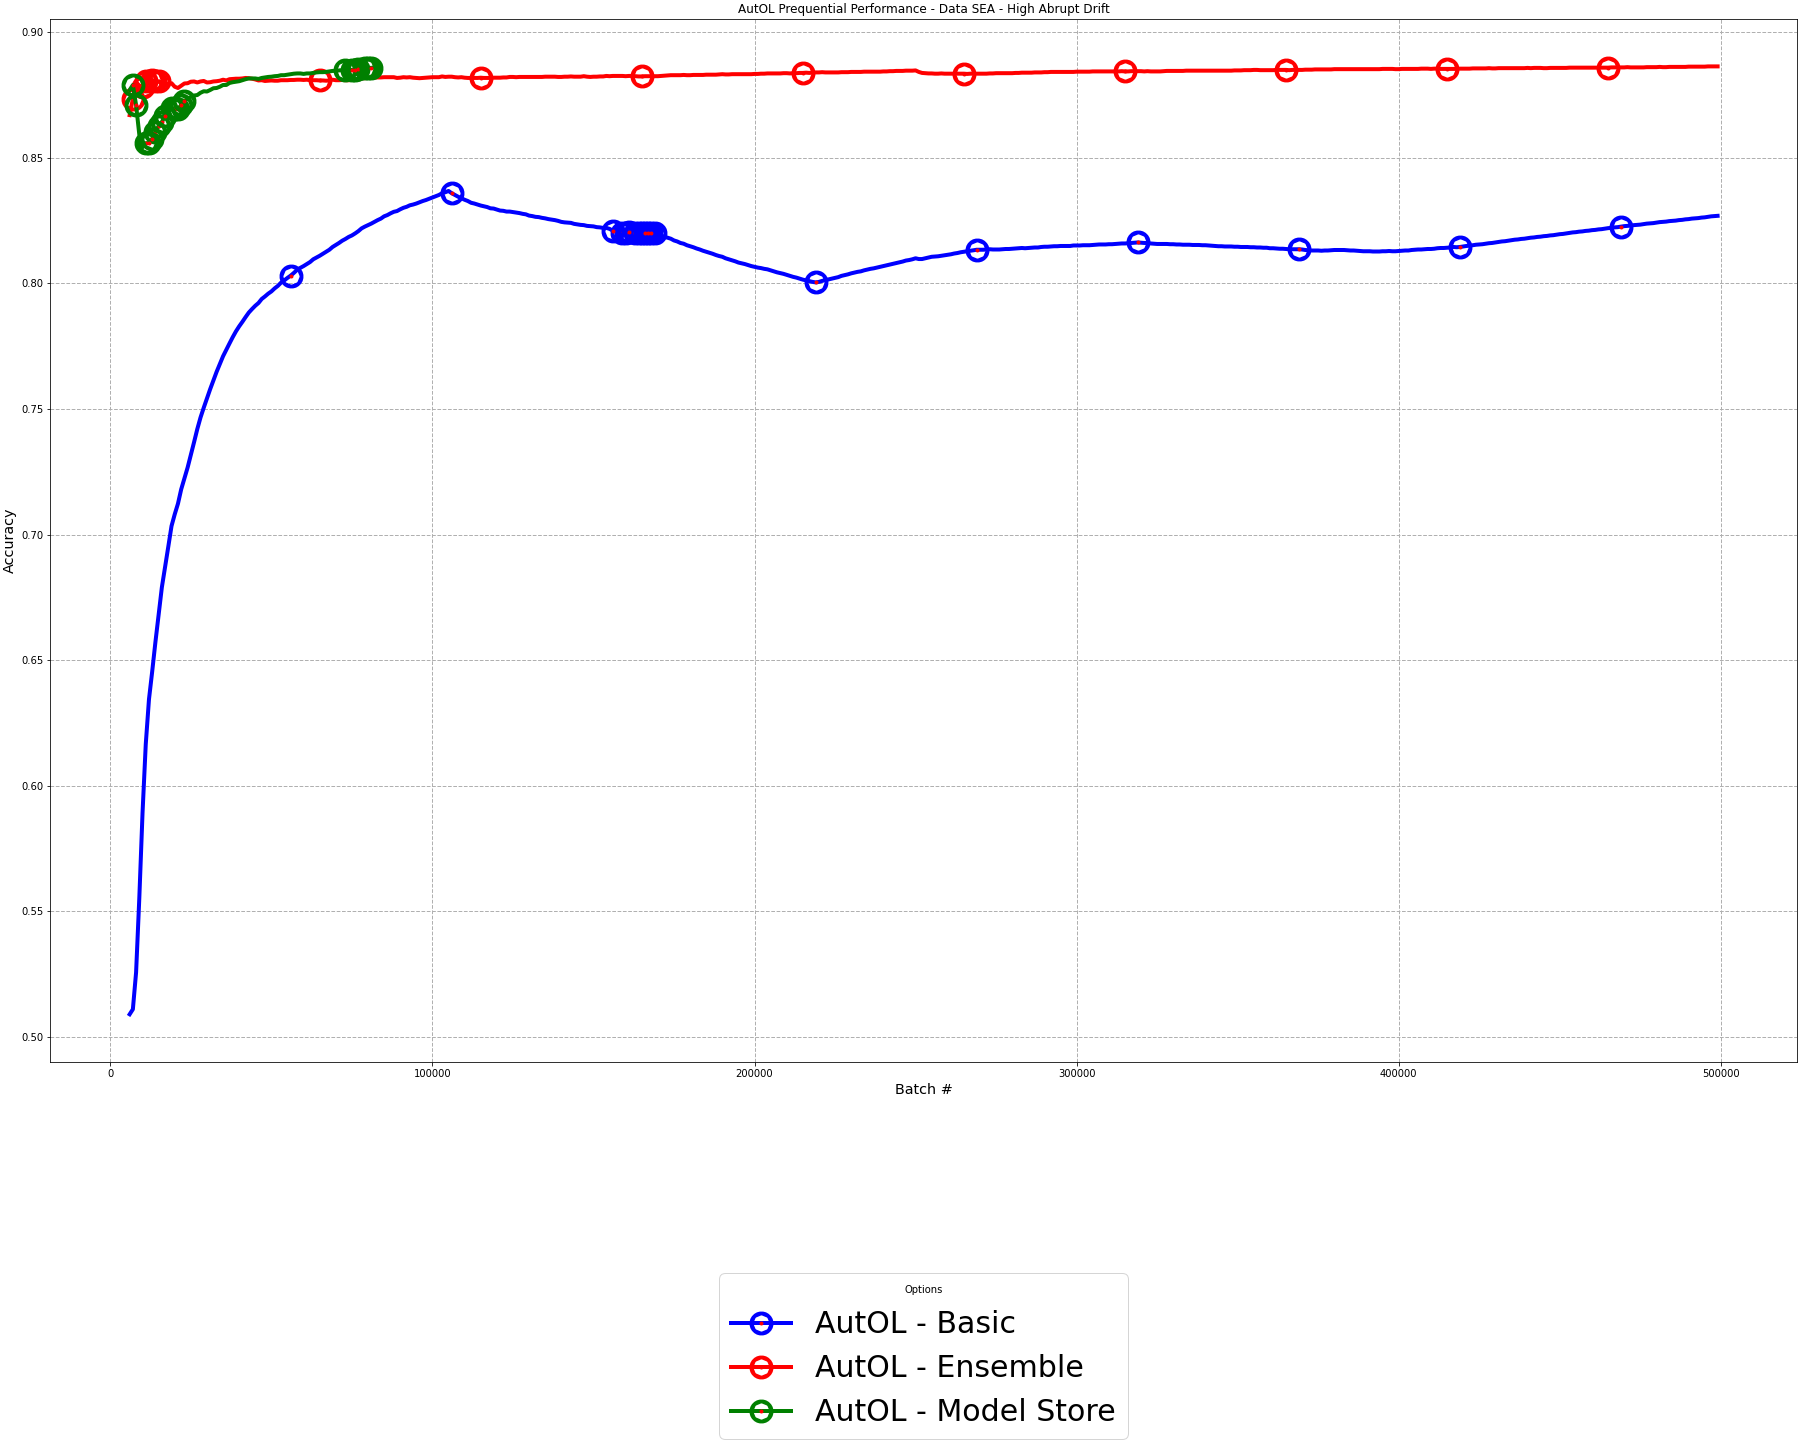 AutOL Prequential Performance - Data SEA - High Abrupt Drift
0.90
0.85
0.80
0.75
0.70
0.65
0.60
0.55
0.50
Accuracy
0 100000 200000 300000 400000 500000
Batch #
Options
AutOL - Basic
AutOL - Ensemble
AutOL - Model Store